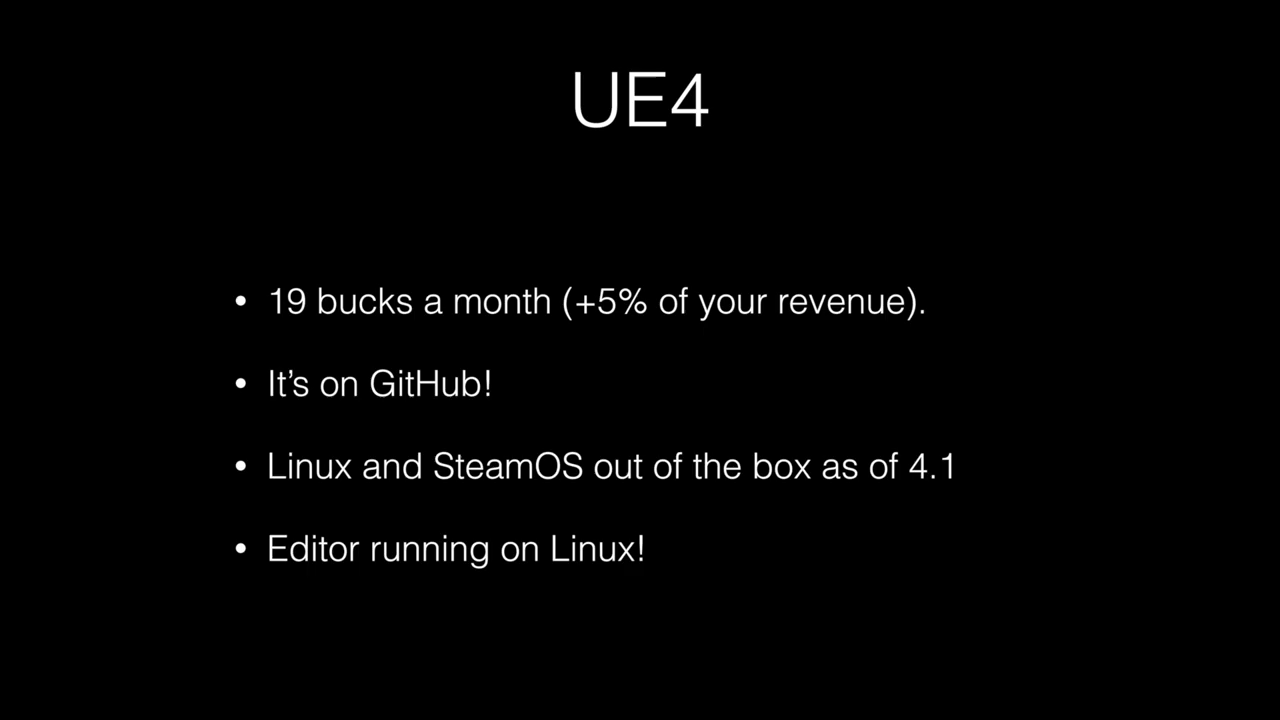 UE4
• 19 bucks a month (+5% of your revenue).
• It’s on GitHub!
• Linux and SteamOS out of the box as of 4.1
• Editor running on Linux!